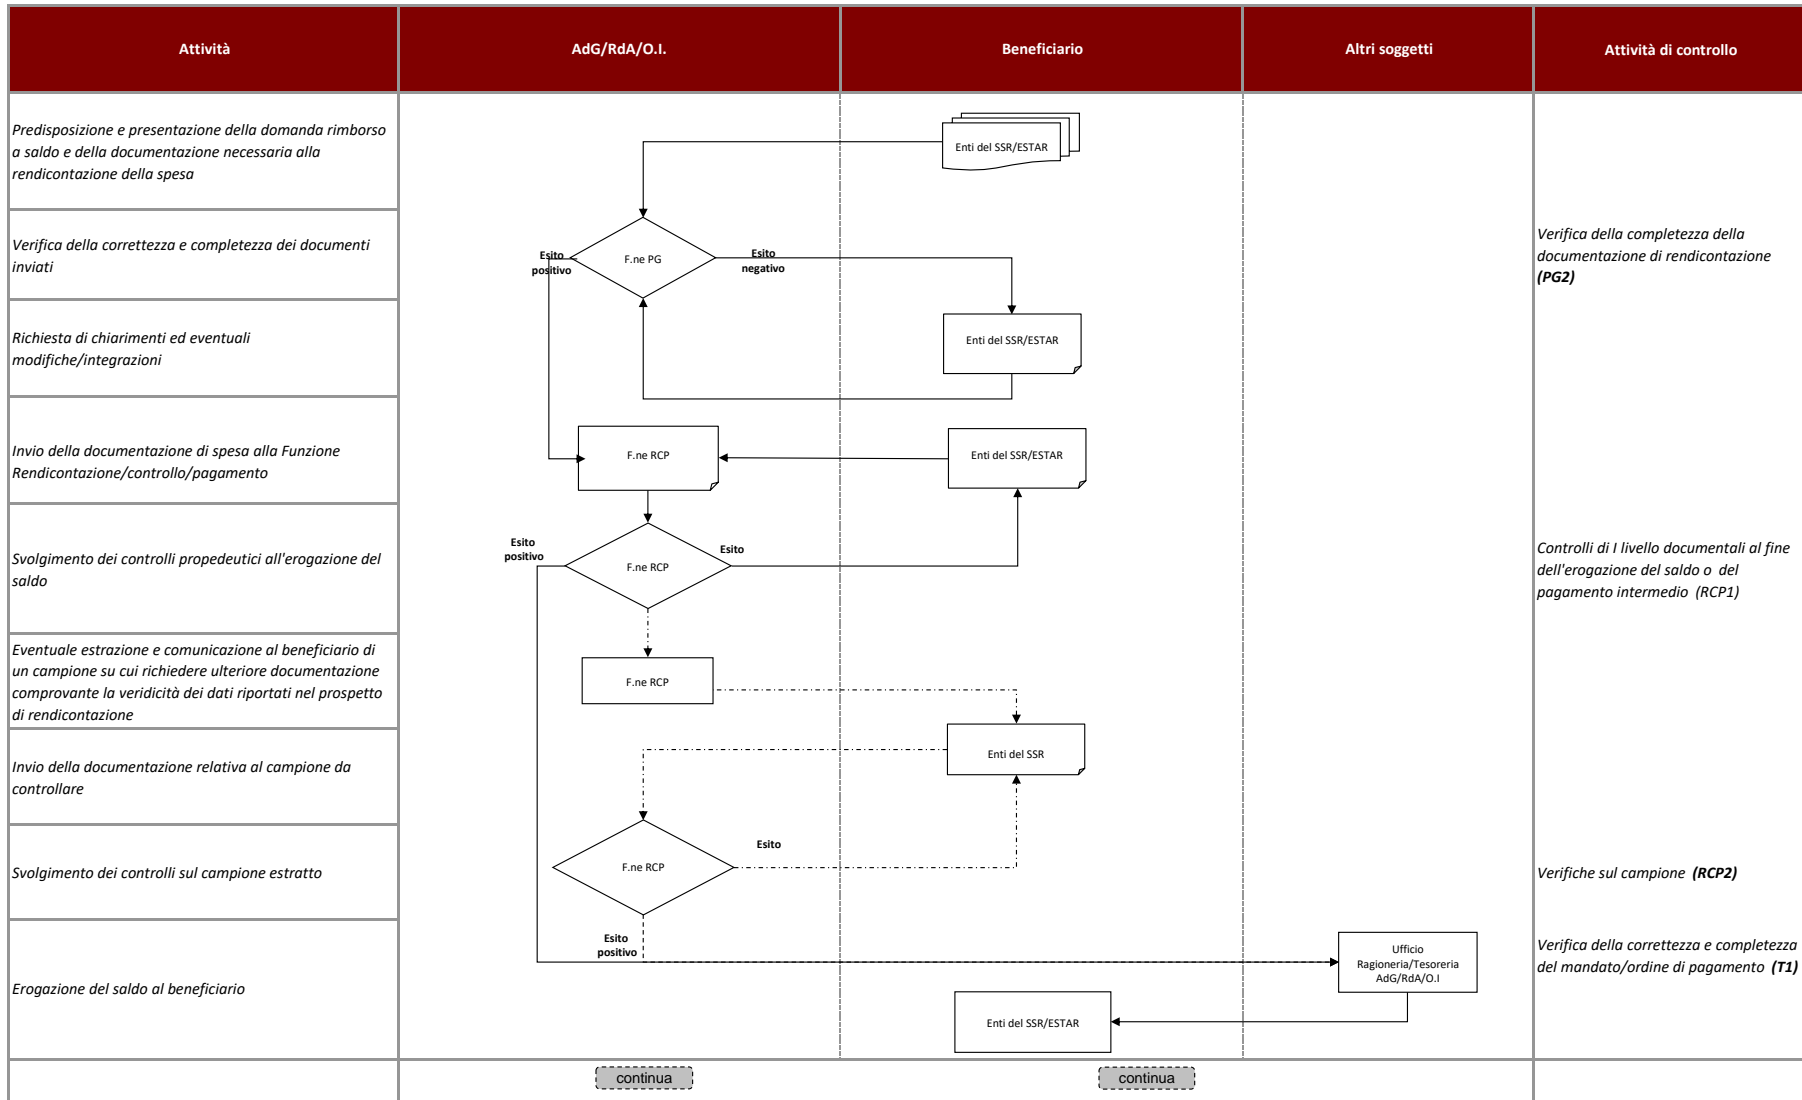 Attività
AdG/RdA/O.I.
Beneficiario
Altri soggetti
Attività di controllo
Predisposizione e presentazione della domanda rimborso
a saldo e della documentazione necessaria alla
rendicontazione della spesa
Enti del SSR/ESTAR
Verifica della correttezza e completezza dei documenti
inviati
Esito
positivo
F.ne PG
Esito
negativo
Verifica della completezza della
documentazione di rendicontazione
(PG2)
Richiesta di chiarimenti ed eventuali
modifiche/integrazioni
Enti del SSR/ESTAR
Invio della documentazione di spesa alla Funzione
Rendicontazione/controllo/pagamento
F.ne RCP
Enti del SSR/ESTAR
Svolgimento dei controlli propedeutici all'erogazione del
saldo
Esito
positivo
F.ne RCP
Esito
Controlli di I livello documentali al fine
dell'erogazione del saldo o del
pagamento intermedio (RCP1)
Eventuale estrazione e comunicazione al beneficiario di
un campione su cui richiedere ulteriore documentazione
comprovante la veridicità dei dati riportati nel prospetto
di rendicontazione
F.ne RCP
Invio della documentazione relativa al campione da
controllare
Enti del SSR
Svolgimento dei controlli sul campione estratto
F.ne RCP
Esito
Verifiche sul campione (RCP2)
Erogazione del saldo al beneficiario
Esito
positivo
Ufficio
Ragioneria/Tesoreria
AdG/RdA/O.I
Enti del SSR/ESTAR
Verifica della correttezza e completezza
del mandato/ordine di pagamento (T1)
continua
continua